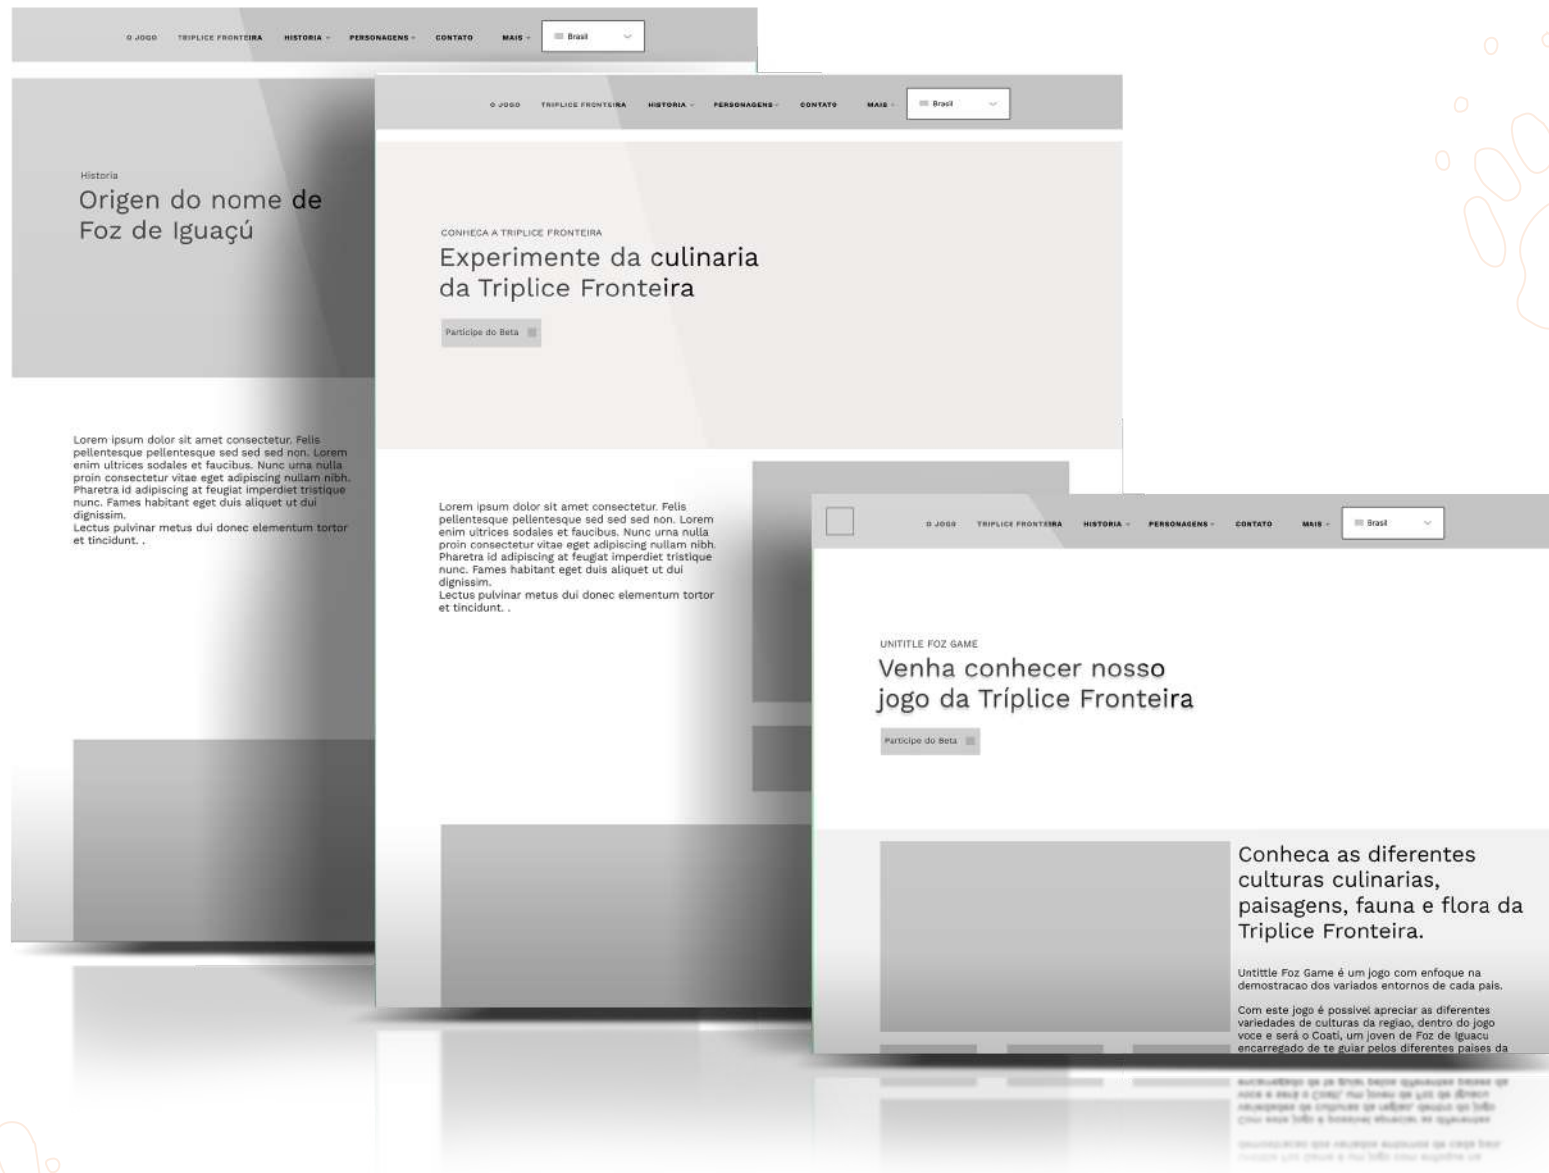 O JOGO TRIPLICE FRONTEIRA HISTORIA PERSONAGENS CONTATO MAIS Brasil
Historia
Origen do nome de
Foz de Iguaçú
Lorem ipsum dolor sit amet consectetur. Felis
pellentesque pellentesque sed sed sed non. Lorem
enim ultrices sodales et faucibus. Nunc urna nulla
proin consectetur vitae eget adipiscing nullam nibh.
Pharetra id adipiscing at feugiat imperdiet tristique
nunc. Fames habitant eget duis aliquet ut dui
dignissim.
Lectus pulvinar metus dui donec elementum tortor
et tincidunt. .
O JOGO TRIPLICE FRONTEIRA HISTORIA PERSONAGENS CONTATO MAIS Brasil
CONHECA A TRIPLICE FRONTEIRA
Experimente da culinaria
da Triplice Fronteira
Participe do Beta
Lorem ipsum dolor sit amet consectetur. Felis
pellentesque pellentesque sed sed sed non. Lorem
enim ultrices sodales et faucibus. Nunc urna nulla
proin consectetur vitae eget adipiscing nullam nibh.
Pharetra id adipiscing at feugiat imperdiet tristique
nunc. Fames habitant eget duis aliquet ut dui
dignissim.
Lectus pulvinar metus dui donec elementum tortor
et tincidunt. .
O JOGO TRIPLICE FRONTEIRA HISTORIA PERSONAGENS CONTATO MAIS Brasil
UNITITLE FOZ GAME
Venha conhecer nosso
jogo da Tríplice Fronteira
Participe do Beta
Conheca as diferentes
culturas culinarias,
paisagens, fauna e flora da
Triplice Fronteira.
Untittle Foz Game é um jogo com enfoque na
demostracao dos variados entornos de cada pais.
Com este jogo é possivel apreciar as diferentes
variedades de culturas da regiao, dentro do jogo
voce e será o Coati, um joven de Foz de Iguacu
encarregado de te guiar pelos diferentes paises da